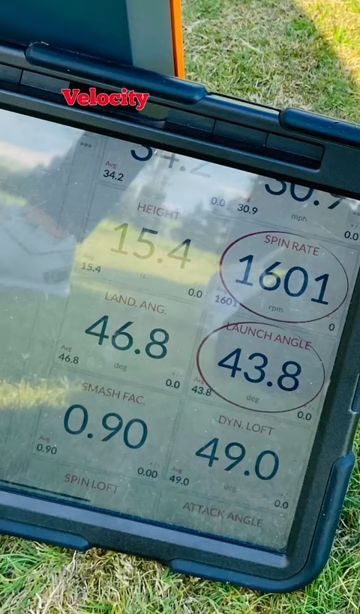 Velocity
34.2
Avg
34.2
0.0
30.9
Avg
30.9
mph
0.0
HEIGHT
15.4
Avg
15.4
0.0
SPIN RATE
1601
1601
rpm
0
LAND. ANG.
46.8
Avg
46.8
deg
0.0
LAUNCH ANGLE
43.8
Avg
43.8
deg
0.0
SMASH FAC.
0.90
Avg
0.90
0.00
DYN. LOFT
49.0
Avg
49.0
deg
0.0
SPIN LOFT
ATTACK ANGLE